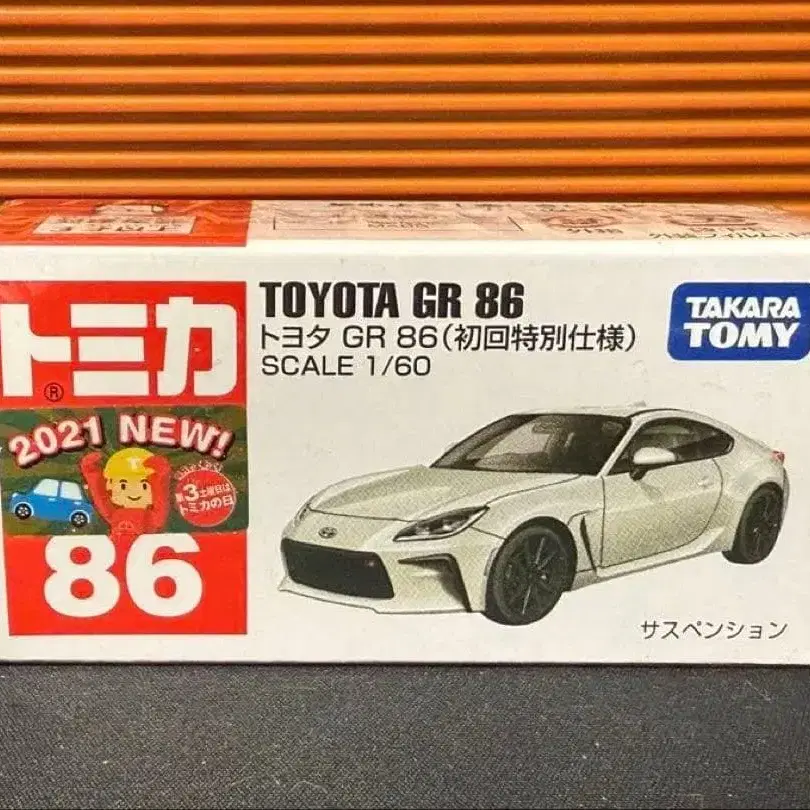 トミカ
®
2021 NEW!
第3土曜日は
トミカの日
86
TOYOTA GR 86
トヨタ GR 86(初回特別仕様)
SCALE 1/60
TAKARA
TOMY
サスペンション